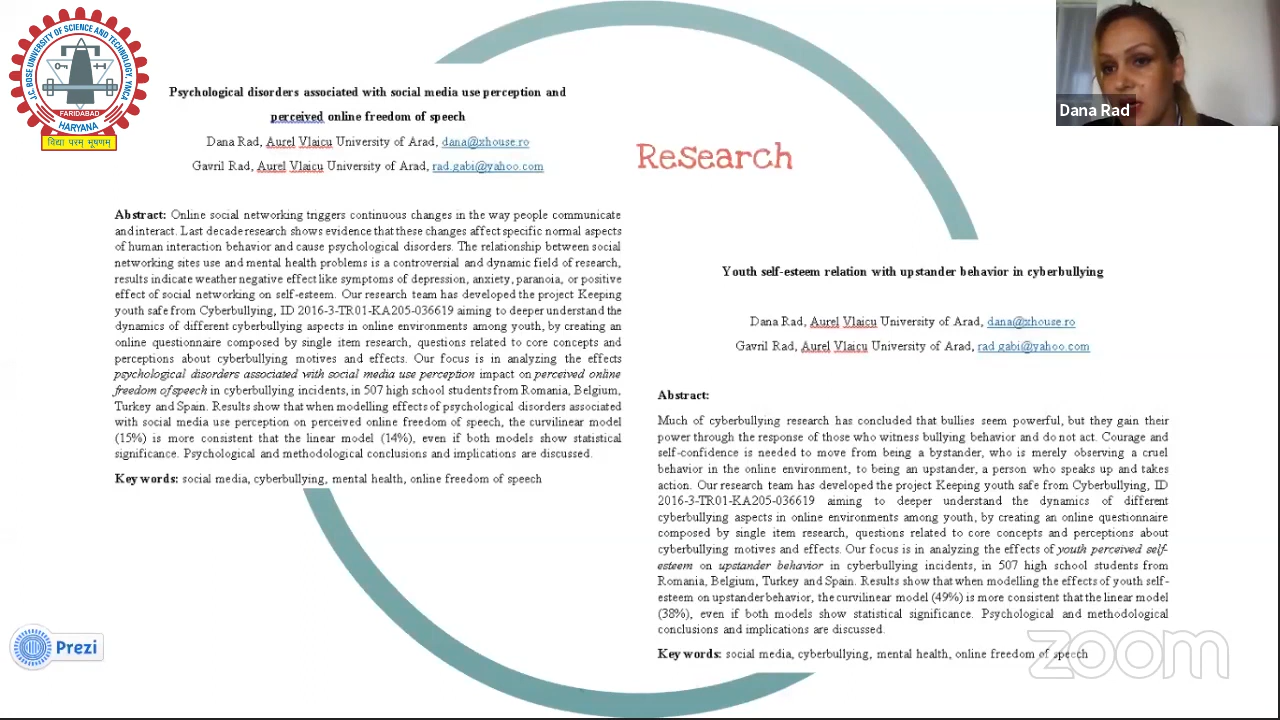 J.C. BOSE UNIVERSITY OF SCIENCE AND TECHNOLOGY, YMCA
FARIDABAD
HARYANA
विद्या परम भूषणम्
Psychological disorders associated with social media use perception and
perceived online freedom of speech
Dana Rad, Aurel Vlaicu University of Arad, dana@xhouse.ro
Gavril Rad, Aurel Vlaicu University of Arad, rad.gabi@yahoo.com
Abstract: Online social networking triggers continuous changes in the way people communicate
and interact. Last decade research shows evidence that these changes affect specific normal aspects
of human interaction behavior and cause psychological disorders. The relationship between social
networking sites use and mental health problems is a controversial and dynamic field of research,
results indicate weather negative effect like symptoms of depression, anxiety, paranoia, or positive
effect of social networking on self-esteem. Our research team has developed the project Keeping
youth safe from Cyberbullying, ID 2016-3-TR01-KA205-036619 aiming to deeper understand the
dynamics of different cyberbullying aspects in online environments among youth, by creating an
online questionnaire composed by single item research, questions related to core concepts and
perceptions about cyberbullying motives and effects. Our focus is in analyzing the effects
psychological disorders associated with social media use perception impact on perceived online
freedom of speech in cyberbullying incidents, in 507 high school students from Romania, Belgium,
Turkey and Spain. Results show that when modelling effects of psychological disorders associated
with social media use perception on perceived online freedom of speech, the curvilinear model
(15%) is more consistent that the linear model (14%), even if both models show statistical
significance. Psychological and methodological conclusions and implications are discussed.
Key words: social media, cyberbullying, mental health, online freedom of speech
Research
Dana Rad
Youth self-esteem relation with upstander behavior in cyberbullying
Dana Rad, Aurel Vlaicu University of Arad, dana@xhouse.ro
Gavril Rad, Aurel Vlaicu University of Arad, rad.gabi@yahoo.com
Abstract:
Much of cyberbullying research has concluded that bullies seem powerful, but they gain their
power through the response of those who witness bullying behavior and do not act. Courage and
self-confidence is needed to move from being a bystander, who is merely observing a cruel
behavior in the online environment, to being an upstander, a person who speaks up and takes
action. Our research team has developed the project Keeping youth safe from Cyberbullying, ID
2016-3-TR01-KA205-036619 aiming to deeper understand the dynamics of different
cyberbullying aspects in online environments among youth, by creating an online questionnaire
composed by single item research, questions related to core concepts and perceptions about
cyberbullying motives and effects. Our focus is in analyzing the effects of youth perceived self-
esteem on upstander behavior in cyberbullying incidents, in 507 high school students from
Romania, Belgium, Turkey and Spain. Results show that when modelling the effects of youth self-
esteem on upstander behavior, the curvilinear model (49%) is more consistent that the linear model
(38%), even if both models show statistical significance. Psychological and methodological
conclusions and implications are discussed.
Key words: social media, cyberbullying, mental health, online freedom of speech
Prezi
zoom